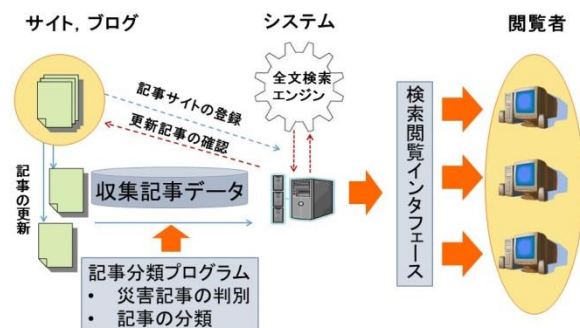 サイト, ブログ
システム
閲覧者
全文検索
エンジン
記事サイトの登録
更新記事の確認
記事の更新
収集記事データ
検索閲覧インタフェース
記事分類プログラム
• 災害記事の判別
• 記事の分類